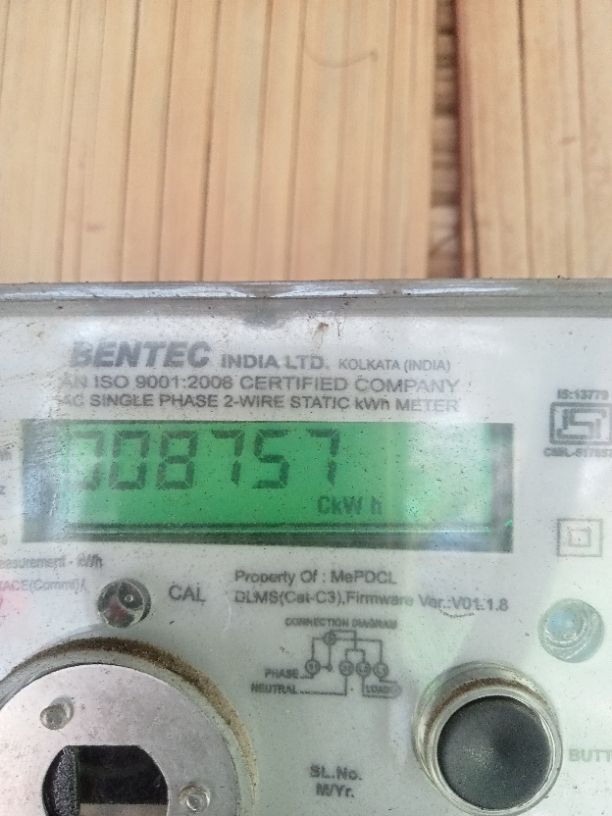 BENTEC INDIA LTD. KOLKATA (INDIA)
AN ISO 9001:2008 CERTIFIED COMPANY
AC SINGLE PHASE 2-WIRE STATIC kWh METER
IS:13779
008757
CkW h
CAL
Property Of : MePDCL
DLMS(Cat-C3),Firmware Ver.:V01.1.8
CONNECTION DIAGRAM
PHASE
NEUTRAL
LOAD
SL.No.
M/Yr.
BUTT